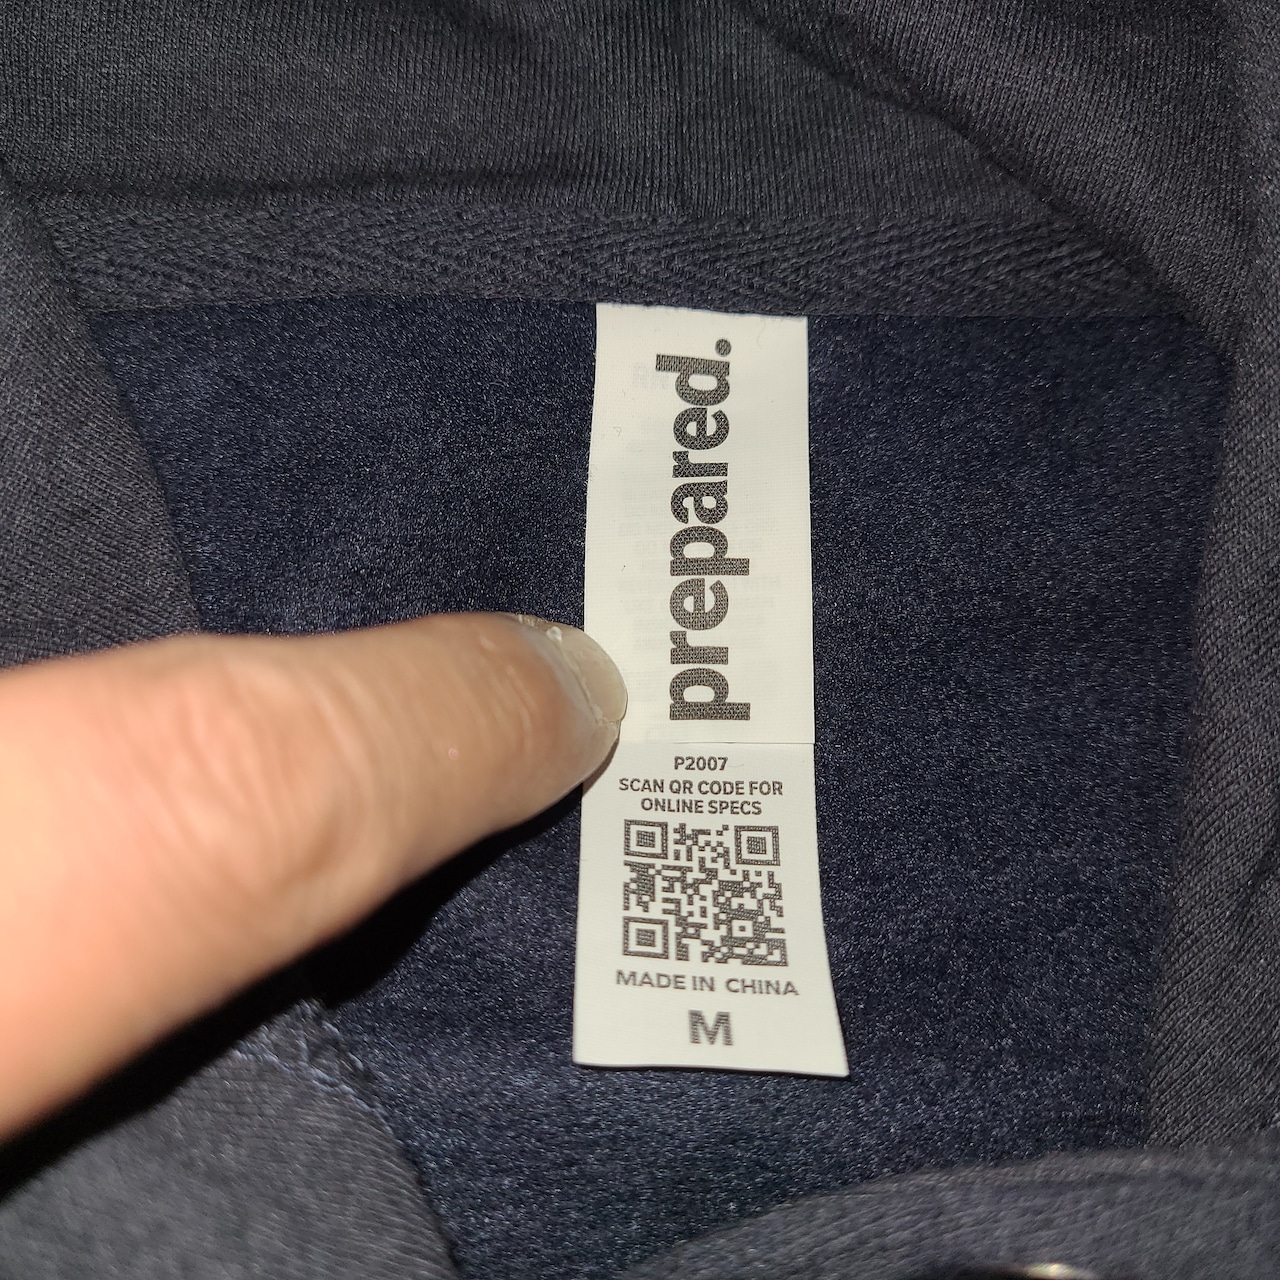 prepared.
P2007
SCAN QR CODE FOR
ONLINE SPECS
MADE IN CHINA
M